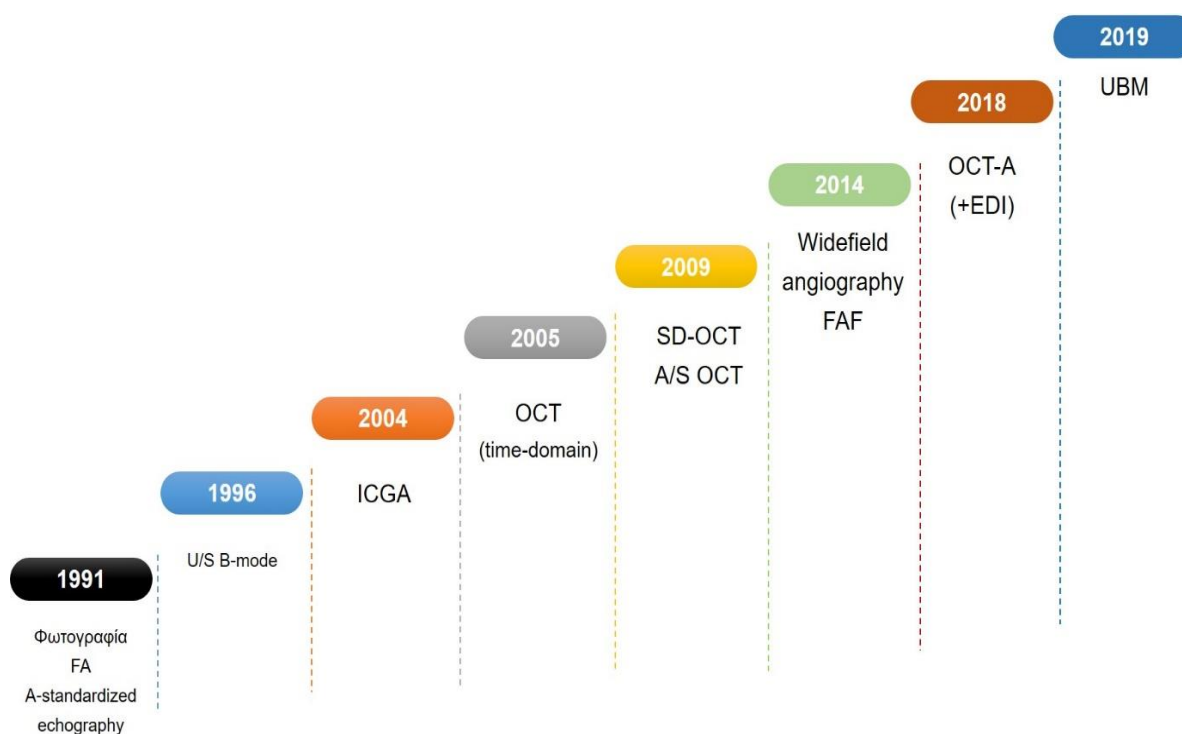 1991
Φωτογραφία
FA
A-standardized
echography
1996
U/S B-mode
2004
ICGA
2005
OCT
(time-domain)
2009
SD-OCT
A/S OCT
2014
Widefield
angiography
FAF
2018
OCT-A
(+EDI)
2019
UBM